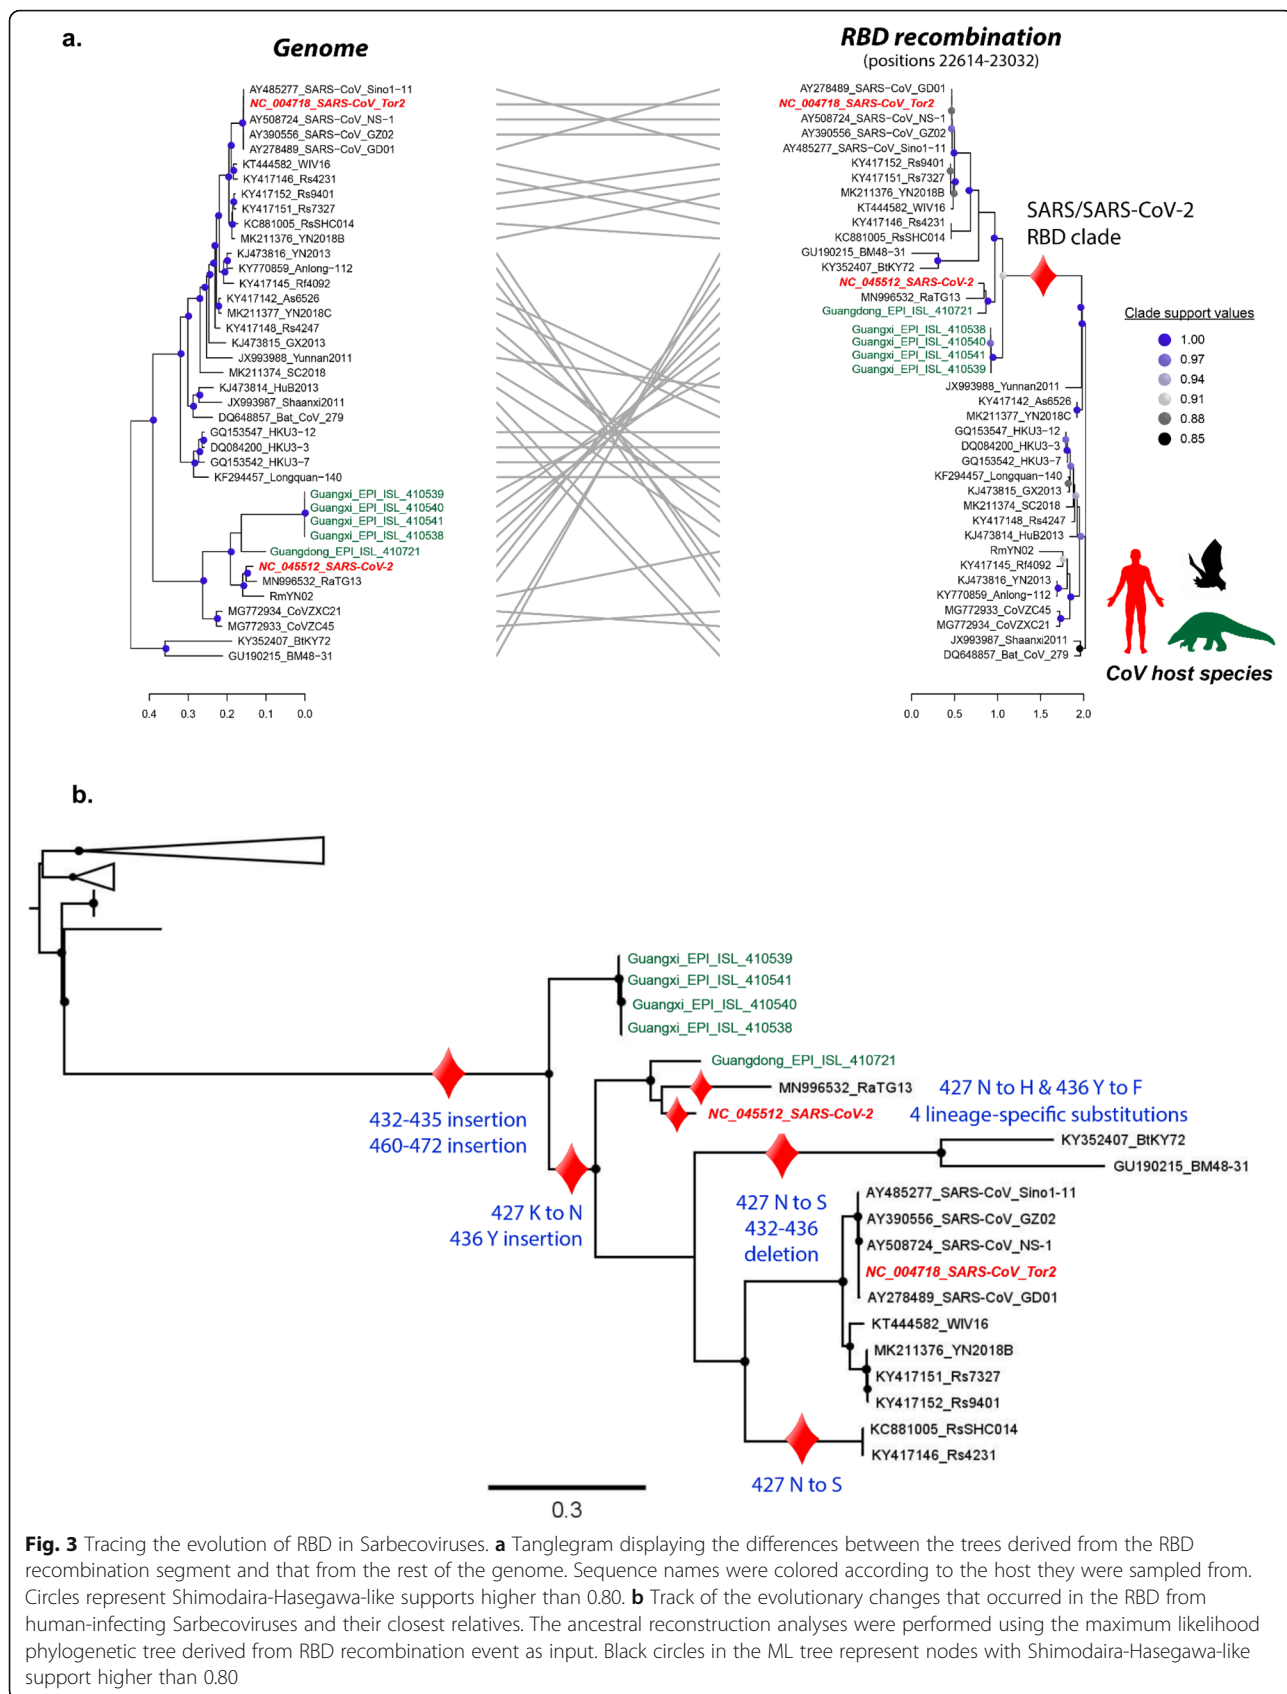 a.
Genome
AY485277_SARS-CoV_Sino1-11
NC_004718_SARS-CoV_Tor2
AY508724_SARS-CoV_NS-1
AY390556_SARS-CoV_GZ02
AY278489_SARS-CoV_GD01
KT444582_WIV16
KY417146_Rs4231
KY417152_Rs9401
KY417151_Rs7327
KC881005_RsSHC014
MK211376_YN2018B
KJ473816_YN2013
KY770859_Anlong-112
KY417145_Rf4092
KY417142_As6526
MK211377_YN2018C
KY417148_Rs4247
KJ473815_GX2013
JX993988_Yunnan2011
MK211374_SC2018
KJ473814_HuB2013
JX993987_Shaanxi2011
DQ648857_Bat_CoV_279
GQ153547_HKU3-12
DQ084200_HKU3-3
GQ153542_HKU3-7
KF294457_Longquan-140
Guangxi_EPI_ISL_410539
Guangxi_EPI_ISL_410540
Guangxi_EPI_ISL_410541
Guangxi_EPI_ISL_410538
Guangdong_EPI_ISL_410721
NC_045512_SARS-CoV-2
MN996532_RaTG13
RmYN02
MG772934_CoVZXC21
MG772933_CoVZC45
KY352407_BtKY72
GU190215_BM48-31
0.4 0.3 0.2 0.1 0.0
RBD recombination
(positions 22614-23032)
AY278489_SARS-CoV_GD01
NC_004718_SARS-CoV_Tor2
AY508724_SARS-CoV_NS-1
AY390556_SARS-CoV_GZ02
AY485277_SARS-CoV_Sino1-11
KY417152_Rs9401
KY417151_Rs7327
MK211376_YN2018B
KT444582_WIV16
KY417146_Rs4231
KC881005_RsSHC014
GU190215_BM48-31
KY352407_BtKY72
NC_045512_SARS-CoV-2
MN996532_RaTG13
Guangdong_EPI_ISL_410721
Guangxi_EPI_ISL_410538
Guangxi_EPI_ISL_410540
Guangxi_EPI_ISL_410541
Guangxi_EPI_ISL_410539
JX993988_Yunnan2011
KY417142_As6526
MK211377_YN2018C
GQ153547_HKU3-12
DQ084200_HKU3-3
GQ153542_HKU3-7
KF294457_Longquan-140
KJ473815_GX2013
MK211374_SC2018
KY417148_Rs4247
KJ473814_HuB2013
RmYN02
KY417145_Rf4092
KJ473816_YN2013
KY770859_Anlong-112
MG772933_CoVZC45
MG772934_CoVZXC21
JX993987_Shaanxi2011
DQ648857_Bat_CoV_279
0.0 0.5 1.0 1.5 2.0
SARS/SARS-CoV-2
RBD clade
Clade support values
1.00
0.97
0.94
0.91
0.88
0.85
CoV host species
b.
Guangxi_EPI_ISL_410539
Guangxi_EPI_ISL_410541
Guangxi_EPI_ISL_410540
Guangxi_EPI_ISL_410538
Guangdong_EPI_ISL_410721
MN996532_RaTG13
NC_045512_SARS-CoV-2
427 N to H & 436 Y to F
4 lineage-specific substitutions
432-435 insertion
460-472 insertion
KY352407_BtKY72
GU190215_BM48-31
427 K to N
436 Y insertion
427 N to S
432-436
deletion
AY485277_SARS-CoV_Sino1-11
AY390556_SARS-CoV_GZ02
AY508724_SARS-CoV_NS-1
NC_004718_SARS-CoV_Tor2
AY278489_SARS-CoV_GD01
KT444582_WIV16
MK211376_YN2018B
KY417151_Rs7327
KY417152_Rs9401
KC881005_RsSHC014
KY417146_Rs4231
427 N to S
0.3
Fig. 3 Tracing the evolution of RBD in Sarbecoviruses. a Tanglegram displaying the differences between the trees derived from the RBD
recombination segment and that from the rest of the genome. Sequence names were colored according to the host they were sampled from.
Circles represent Shimodaira-Hasegawa-like supports higher than 0.80. b Track of the evolutionary changes that occurred in the RBD from
human-infecting Sarbecoviruses and their closest relatives. The ancestral reconstruction analyses were performed using the maximum likelihood
phylogenetic tree derived from RBD recombination event as input. Black circles in the ML tree represent nodes with Shimodaira-Hasegawa-like
support higher than 0.80